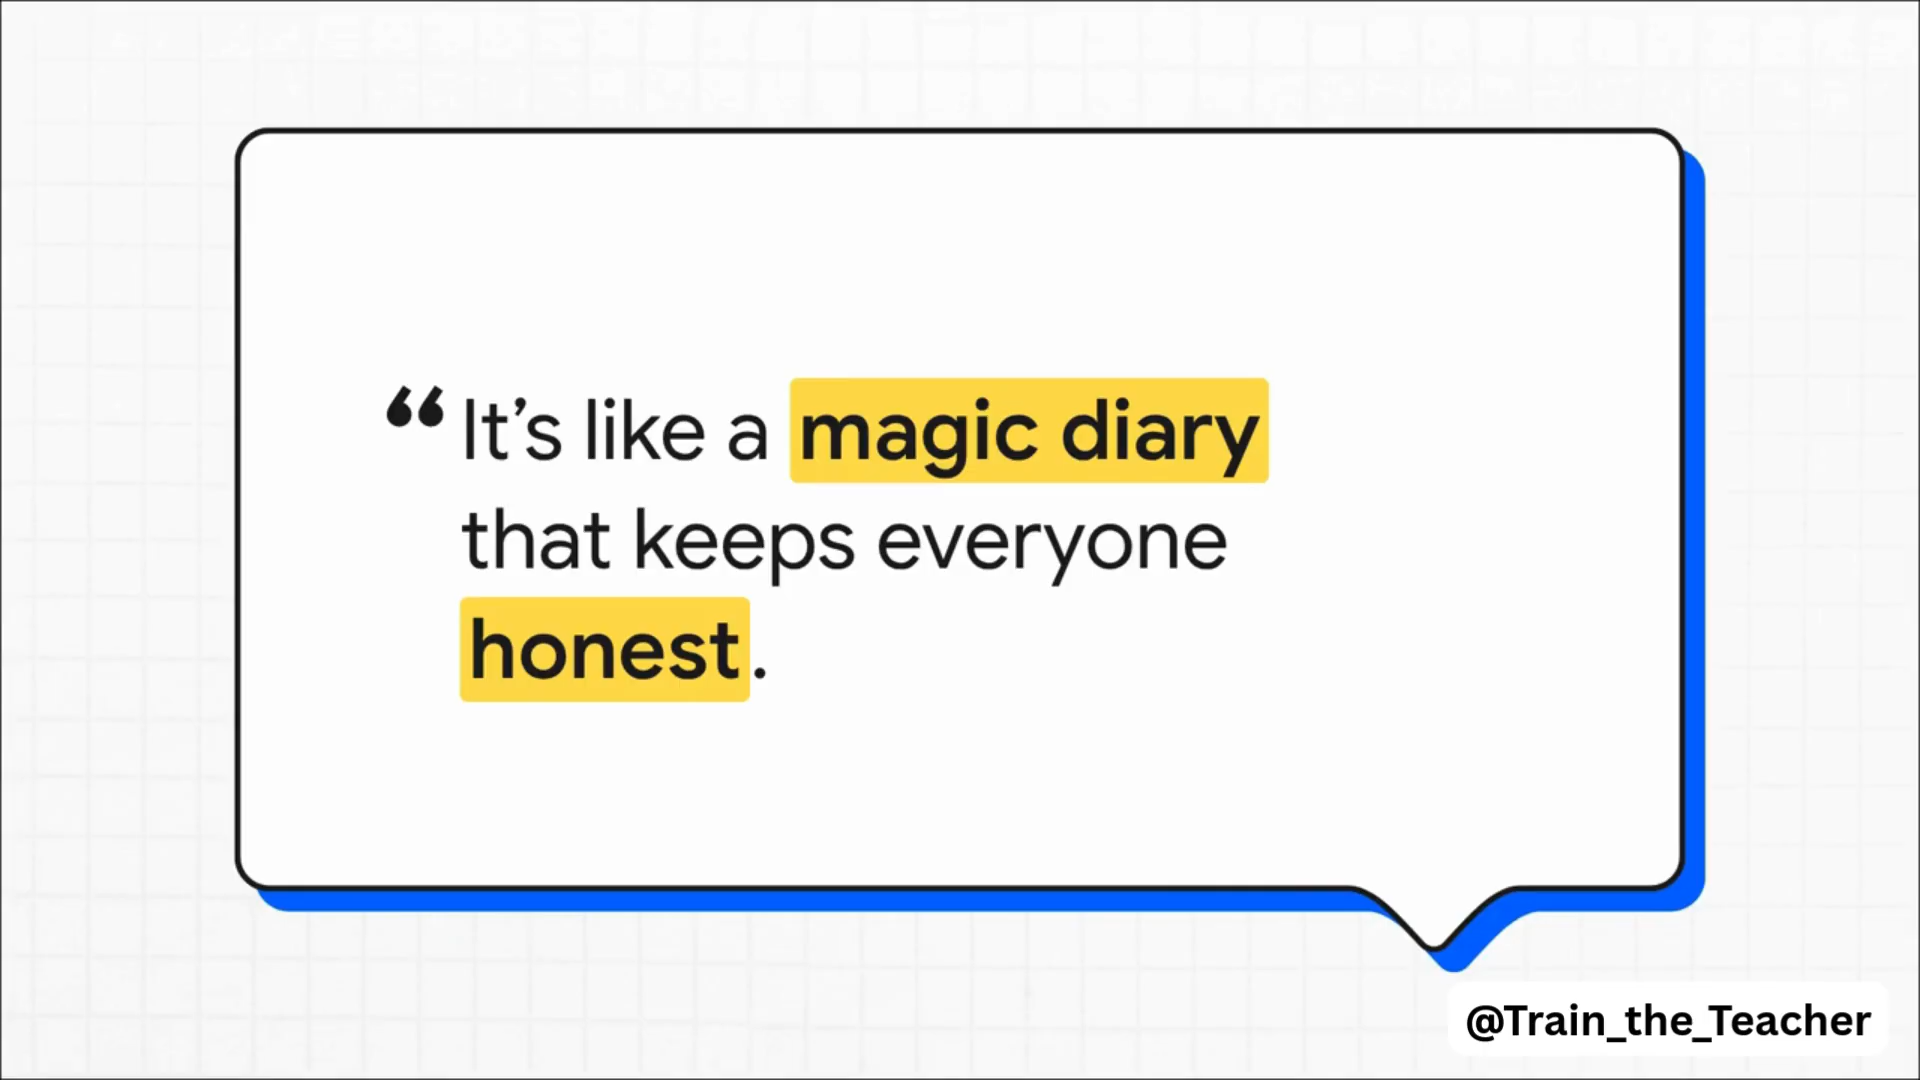 “It’s like a magic diary
that keeps everyone
honest.
@Train_the_Teacher